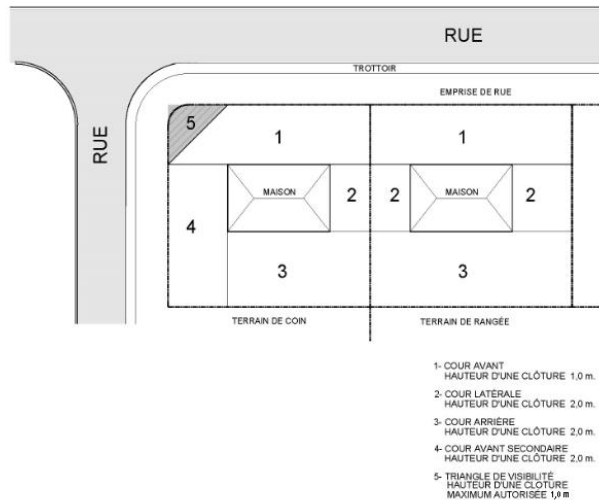 RUE
TROTTOIR
EMPRISE DE RUE
RUE
5
1
1
MAISON
2
2
MAISON
2
4
3
3
TERRAIN DE COIN
TERRAIN DE RANGÉE
1- COUR AVANT
HAUTEUR D'UNE CLÔTURE 1,0 m.
2- COUR LATÉRALE
HAUTEUR D'UNE CLÔTURE 2,0 m.
3- COUR ARRIÈRE
HAUTEUR D'UNE CLÔTURE 2,0 m.
4- COUR AVANT SECONDAIRE
HAUTEUR D'UNE CLÔTURE 2,0 m.
5- TRIANGLE DE VISIBILITÉ
HAUTEUR D'UNE CLÔTURE
MAXIMUM AUTORISÉE 1,0 m